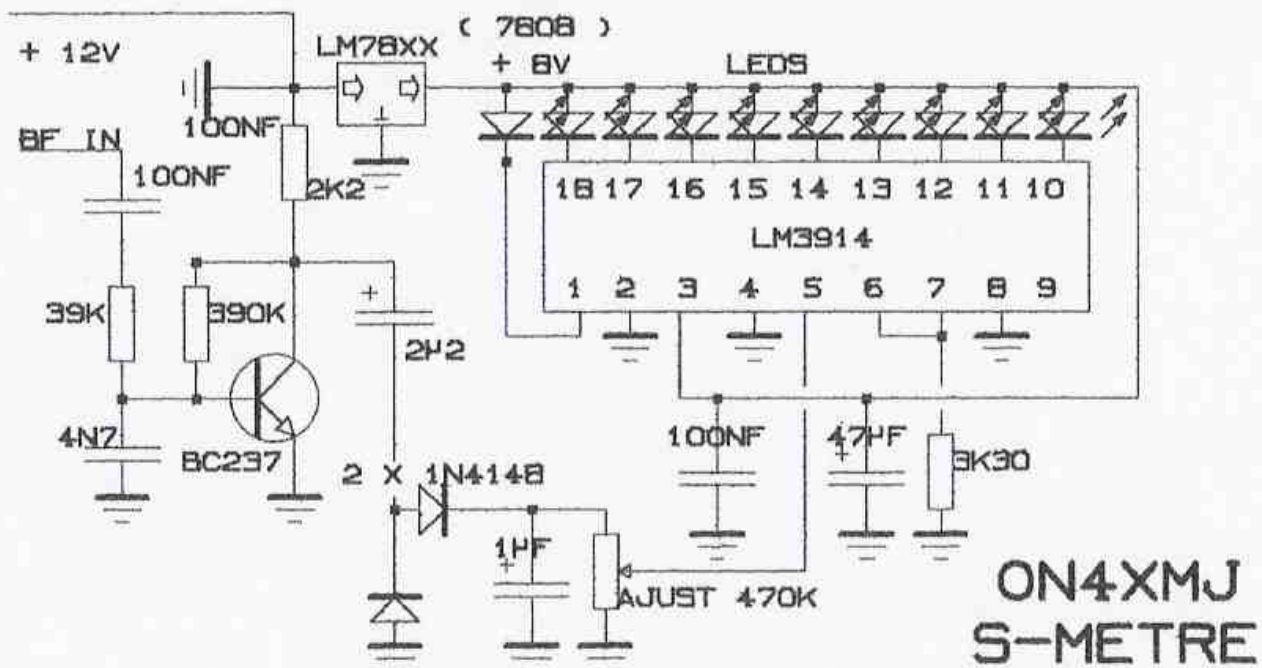 ( 7808 )
+ 12V
LM78XX
+ 8V
LEDS
100NF
BF IN
100NF
2K2
18 17 16 15 14 13 12 11 10
LM3914
1 2 3 4 5 6 7 8 9
39K
390K
+
2µ2
4N7
BC237
100NF
47µF
+
3K30
2 X 1N4148
1µF
+
AJUST 470K
ON4XMJ
S-METRE